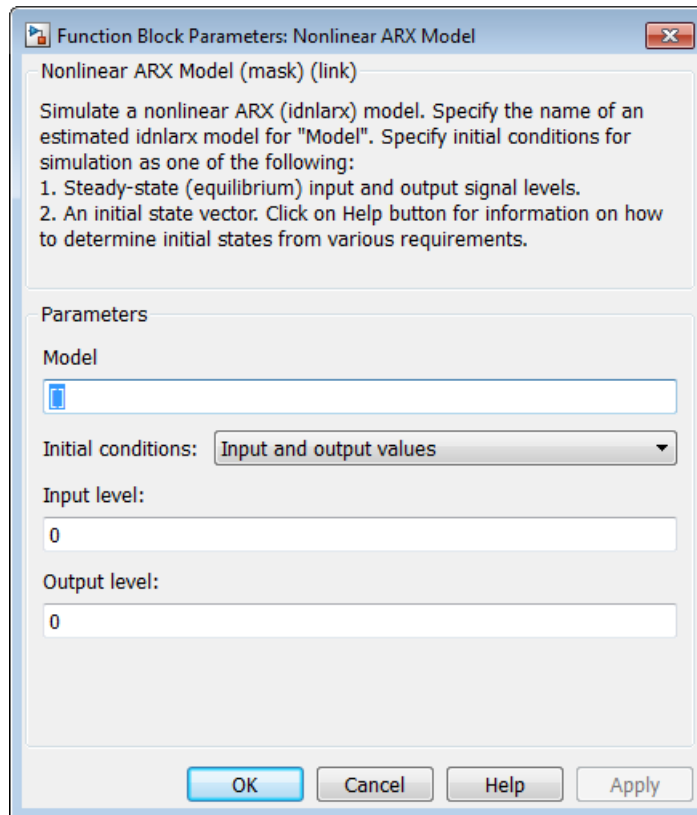 Function Block Parameters: Nonlinear ARX Model
Nonlinear ARX Model (mask) (link)
Simulate a nonlinear ARX (idnlarx) model. Specify the name of an
estimated idnlarx model for "Model". Specify initial conditions for
simulation as one of the following:
1. Steady-state (equilibrium) input and output signal levels.
2. An initial state vector. Click on Help button for information on how
to determine initial states from various requirements.
Parameters
Model
[]
Initial conditions: Input and output values
Input level:
0
Output level:
0
OK Cancel Help Apply